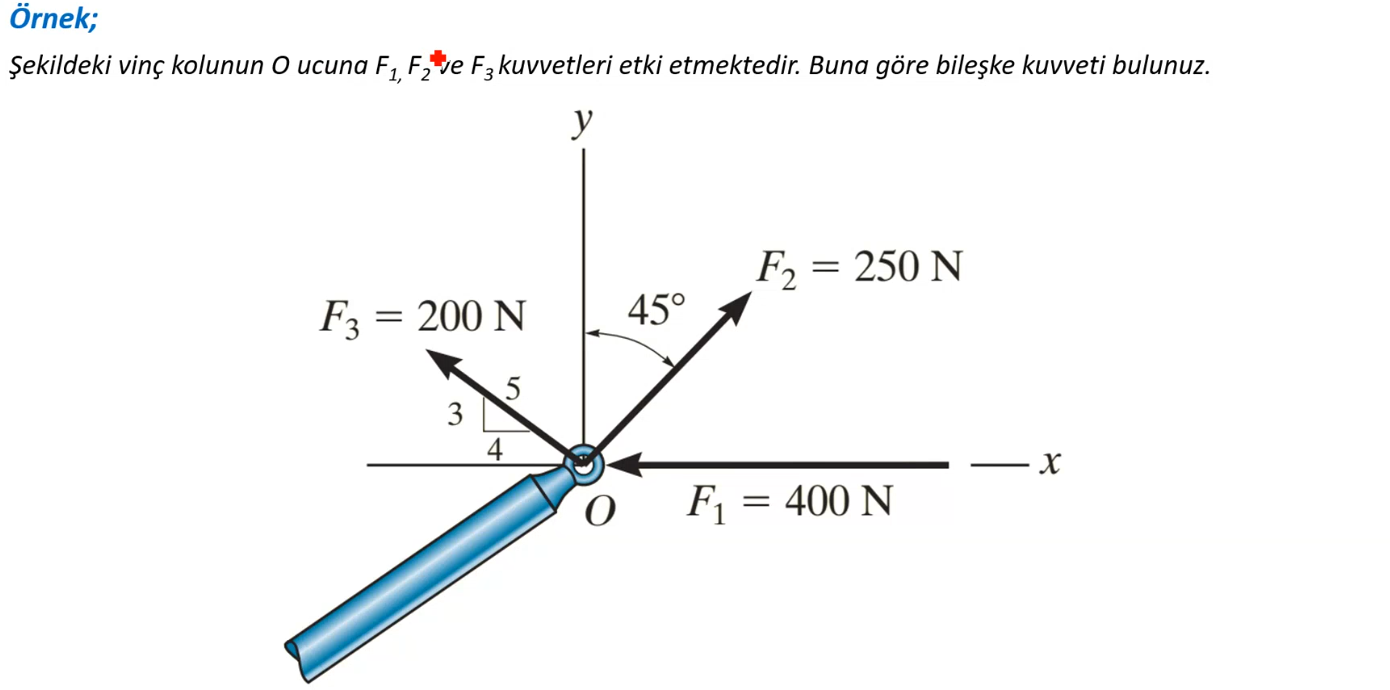 Örnek;
Şekildeki vinç kolunun O ucuna F1, F2 ve F3 kuvvetleri etki etmektedir. Buna göre bileşke kuvveti bulunuz.
y
F2 = 250 N
45°
F3 = 200 N
5
3
4
x
O
F1 = 400 N